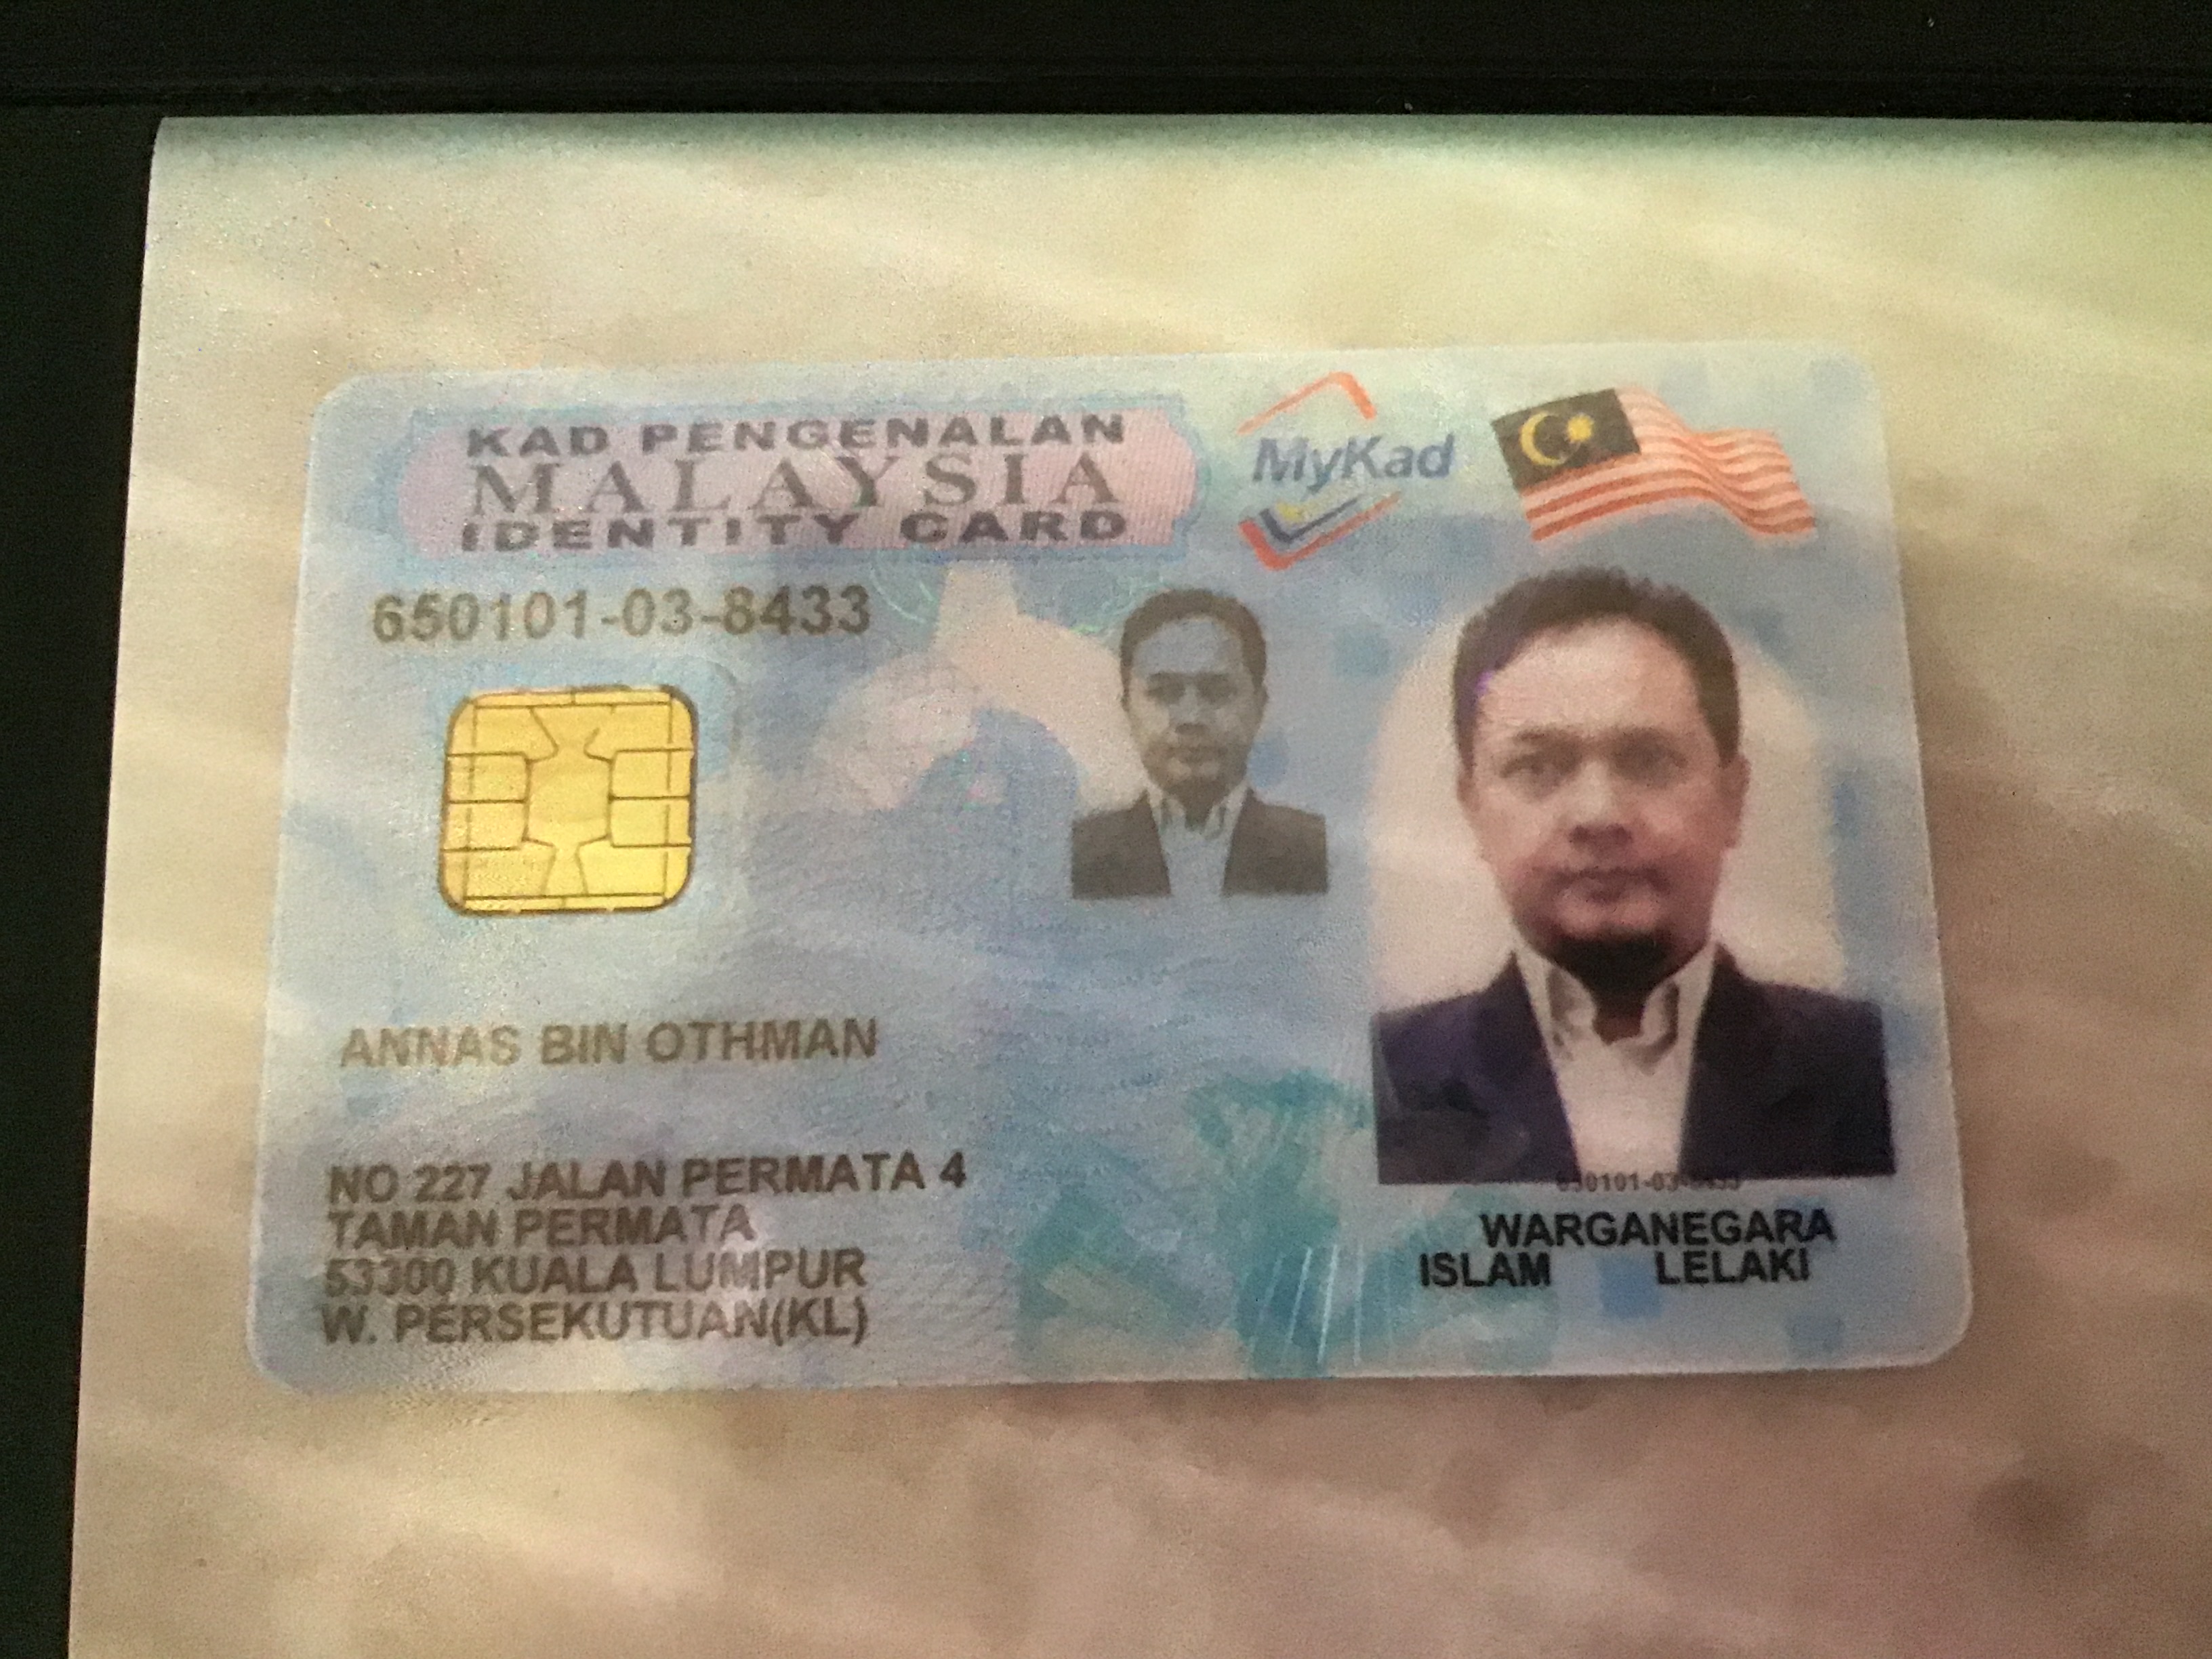 KAD PENGENALAN
MALAYSIA
IDENTITY CARD
MyKad
650101-03-8433
ANNAS BIN OTHMAN
NO 227 JALAN PERMATA 4
TAMAN PERMATA
53300 KUALA LUMPUR
W. PERSEKUTUAN(KL)
650101-03-8433
WARGANEGARA
ISLAM LELAKI